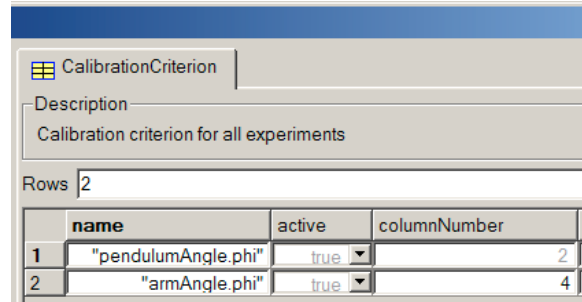 CalibrationCriterion
Description
Calibration criterion for all experiments
Rows 2
name active columnNumber
1 "pendulumAngle.phi" true 2
2 "armAngle.phi" true 4